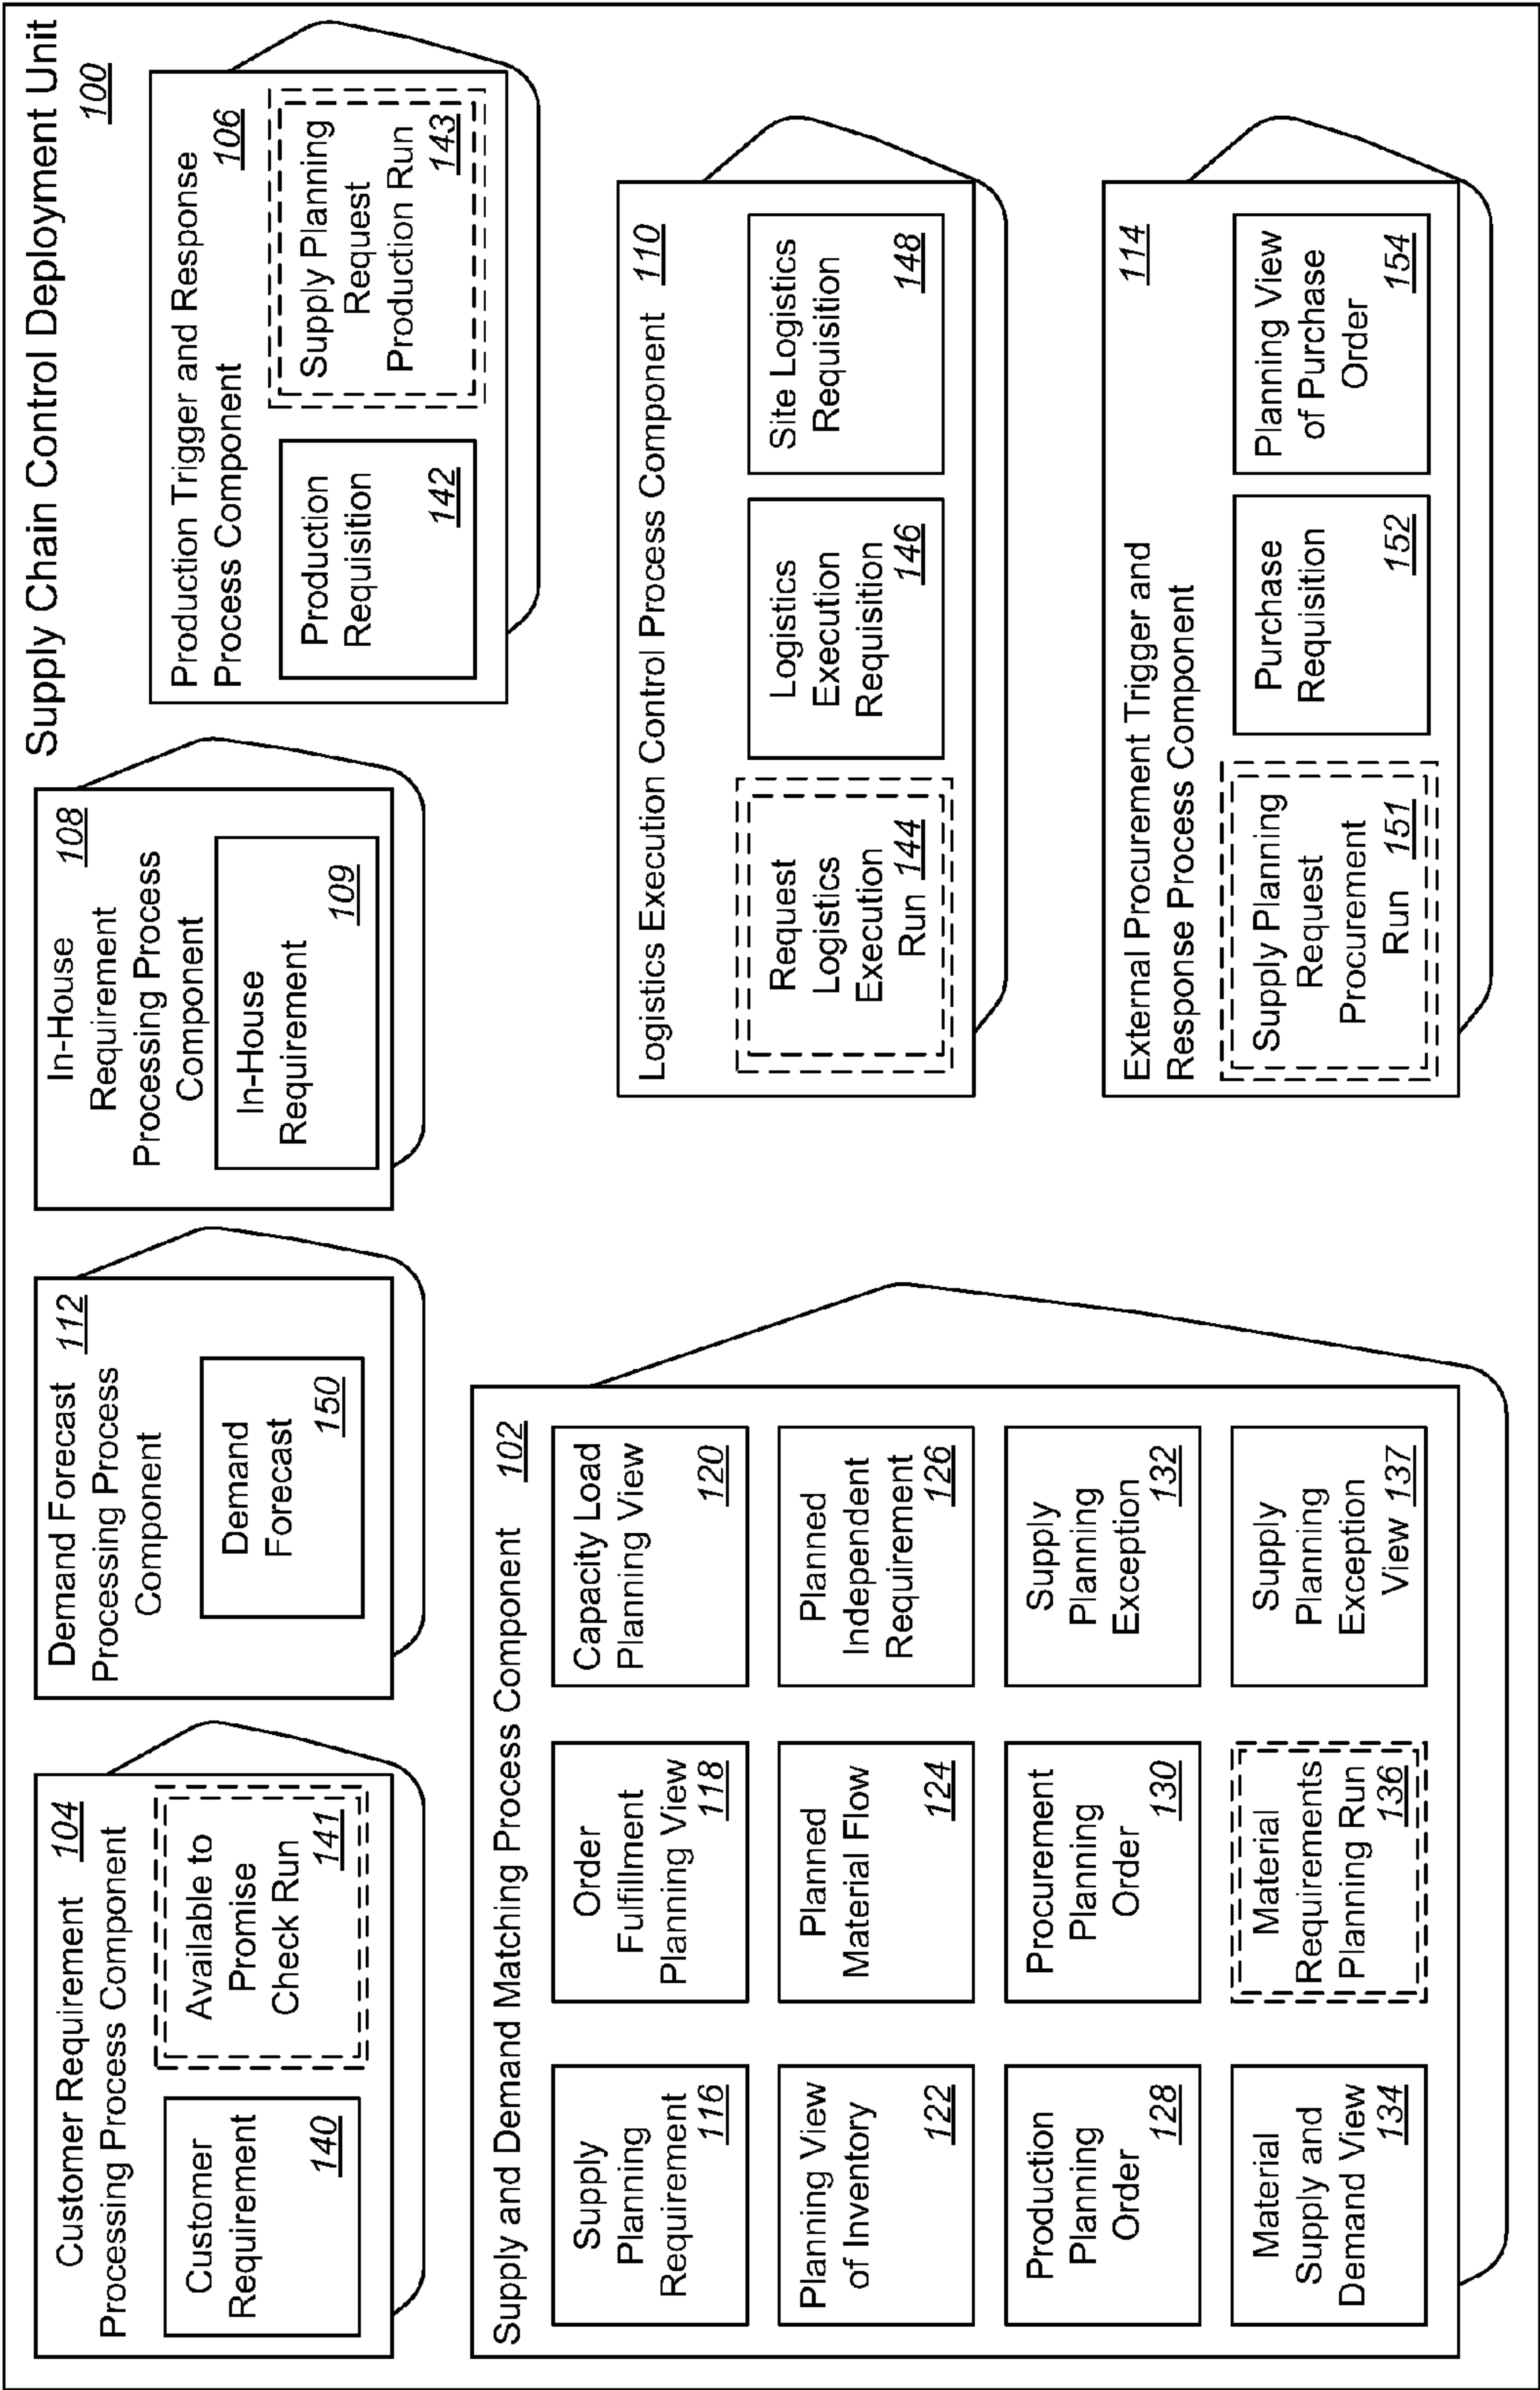 Supply Chain Control Deployment Unit
100
Customer Requirement 104
Processing Process Component
Customer
Requirement
140
Available to
Promise
Check Run
141
Demand Forecast 112
Processing Process
Component
Demand
Forecast
150
In-House 108
Requirement
Processing Process
Component
In-House
Requirement
109
Production Trigger and Response
Process Component 106
Production
Requisition
142
Supply Planning
Request
Production Run
143
Supply and Demand Matching Process Component 102
Supply
Planning
Requirement
116
Order
Fulfillment
Planning View
118
Capacity Load
Planning View
120
Planning View
of Inventory
122
Planned
Material Flow
124
Planned
Independent
Requirement
126
Production
Planning
Order
128
Procurement
Planning
Order
130
Supply
Planning
Exception
132
Material
Supply and
Demand View
134
Material
Requirements
Planning Run
136
Supply
Planning
Exception
View 137
Logistics Execution Control Process Component 110
Request
Logistics
Execution
Run 144
Logistics
Execution
Requisition
146
Site Logistics
Requisition
148
External Procurement Trigger and
Response Process Component
114
Supply Planning
Request
Procurement
Run 151
Purchase
Requisition
152
Planning View
of Purchase
Order
154